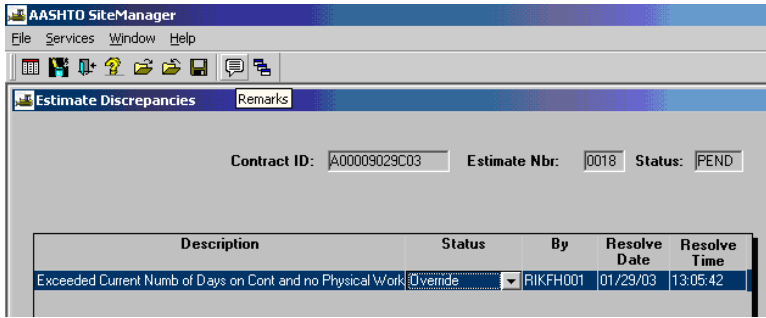 AASHTO SiteManager
File Services Window Help
Remarks
Estimate Discrepancies
Contract ID: A00009029C03 Estimate Nbr: 0018 Status: PEND
Description Status By Resolve Date Resolve Time
Exceeded Current Numb of Days on Cont and no Physical Work Override RIKFH001 01/29/03 13:05:42